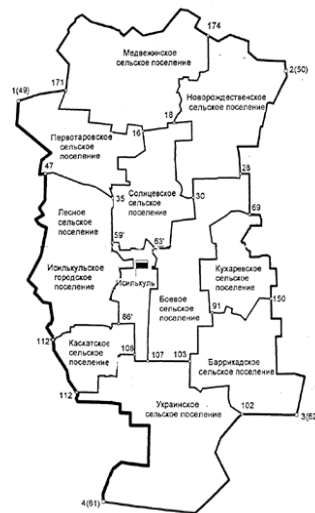 174
Медвежинское
сельское поселение
2(50)
171
1(49)
Новорождественское
сельское поселение
18
16
Первотаровское
сельское
поселение
47
28
Солнцевское
сельское
поселение
35
30
Лесное
сельское
поселение
69
59'
63'
Исилькульское
городское
поселение
Исилькуль
Кухаревское
сельское
поселение
150
Боевое
сельское
поселение
91
86'
112'
Каскатское
сельское
поселение
108
107
103
Баррикадское
сельское поселение
112
Украинское
сельское поселение
102
3(62
4(61)